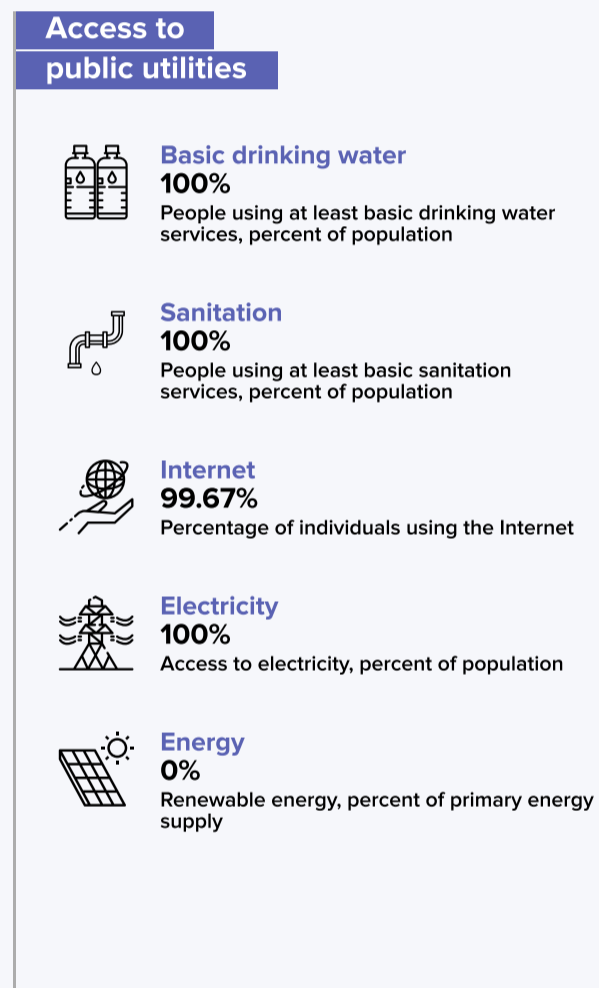 Access to
public utilities
Basic drinking water
100%
People using at least basic drinking water
services, percent of population
Sanitation
100%
People using at least basic sanitation
services, percent of population
Internet
99.67%
Percentage of individuals using the Internet
Electricity
100%
Access to electricity, percent of population
Energy
0%
Renewable energy, percent of primary energy
supply